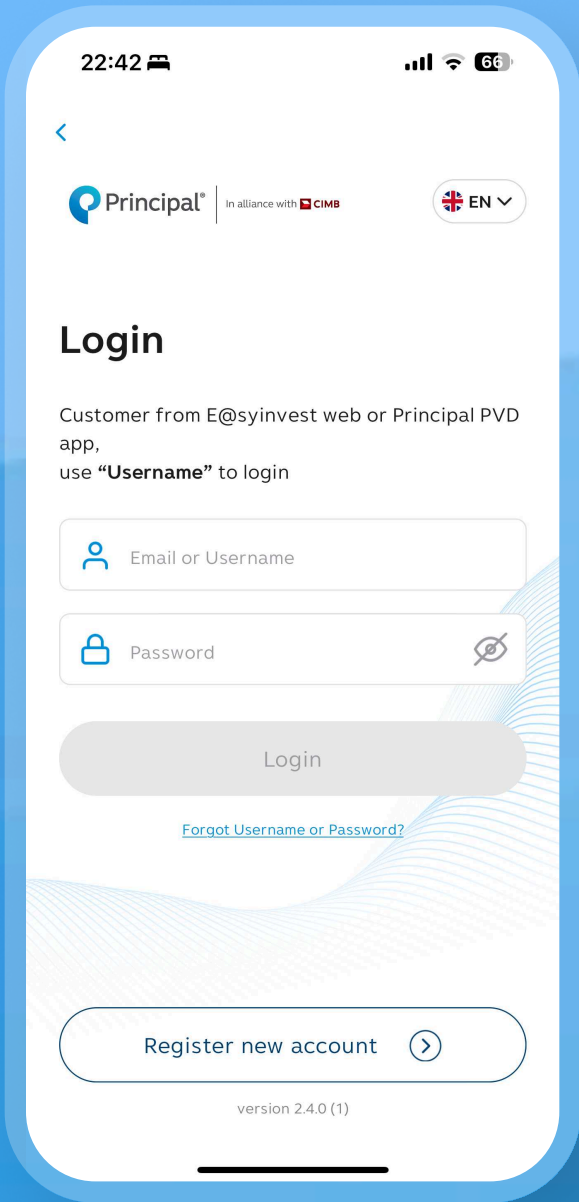 22:42
66
Principal®
In alliance with CIMB
EN
Login
Customer from E@syinvest web or Principal PVD
app,
use “Username” to login
Email or Username
Password
Login
Forgot Username or Password?
Register new account
version 2.4.0 (1)